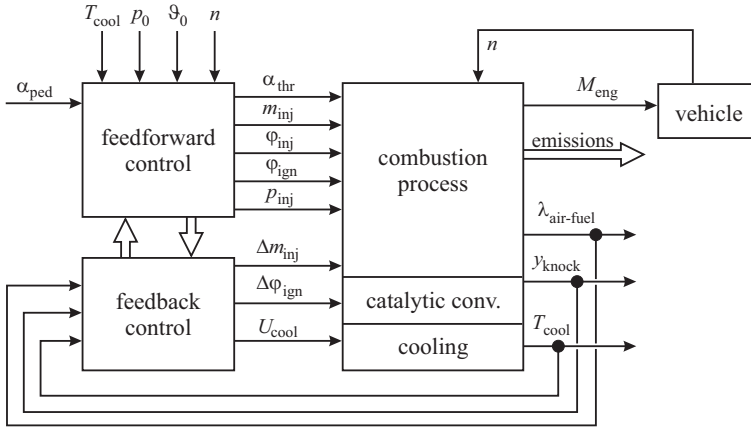 T_cool p_0 ϑ_0 n
n
α_ped
α_thr
M_eng
m_inj
vehicle
feedforward
control
φ_inj
combustion
process
emissions
φ_ign
p_inj
λ_air-fuel
Δm_inj
y_knock
feedback
control
Δφ_ign
catalytic conv.
U_cool
cooling
T_cool